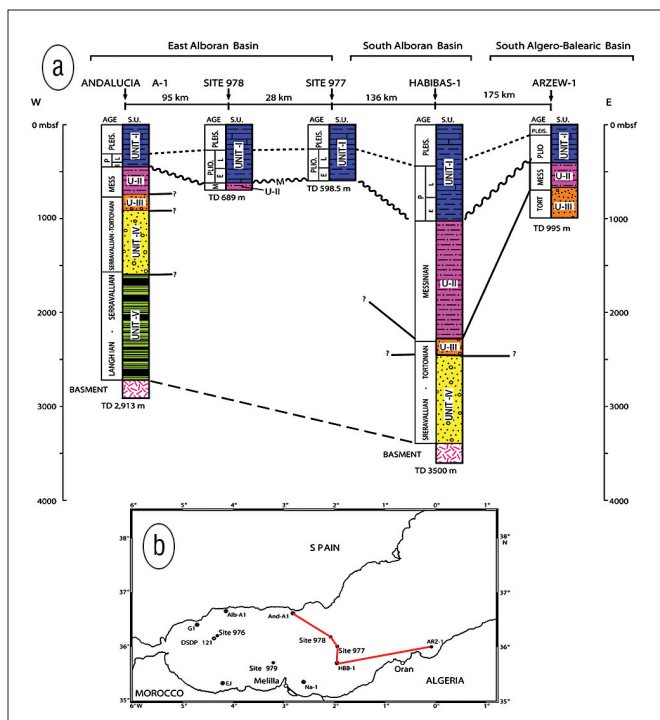 a
East Alboran Basin South Alboran Basin South Algero-Balearic Basin
ANDALUCIA A-1 SITE 978 SITE 977 HABIBAS-1 ARZEW-1
95 km 28 km 136 km 175 km
W E
AGE S.U. AGE S.U. AGE S.U. AGE S.U. AGE S.U.
0 mbsf 0 mbsf
PLEIS. UNIT-I PLEIS. UNIT-I PLEIS. UNIT-I PLEIS. UNIT-I PLEIS. UNIT-I
P L E PLIO. L E PLIO. L E P L E PLIO
MESS U-II M U-II M MESS U-II
TD 689 m TD 598.5 m
U-III ? TORT U-III
1000 ? 1000
TD 995 m
SERRAVALLIAN-TORTONIAN UNIT-IV
MESSINIAN U-II
?
LANGHIAN - SERRAVALLIAN UNIT-V
2000 2000
?
U-III
? ?
SRERAVALLIAN - TORTONIAN UNIT-IV
BASMENT
TD 2,913 m
3000 3000
BASMENT
TD 3500 m
4000 4000
b
6° 5° 4° 3° 2° 1° 0° 1°
38° 38°
N
SPAIN
37° 37°
Alb-A1 And-A1
G1 Site 976 Site 978
DSDP 121 Site 977 ARZ-1
36° 36°
Site 979 HBB-1
Melilla Oran
EJ Na-1 ALGERIA
MOROCCO
35° 35°
6°W 5° 4° 3° 2° 1° 0° 1°E